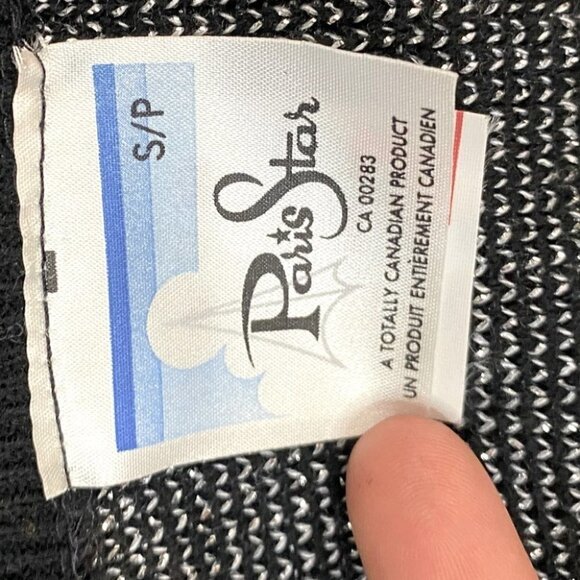 S/P
Paris Star
CA 00283
A TOTALLY CANADIAN PRODUCT
UN PRODUIT ENTIÈREMENT CANADIEN